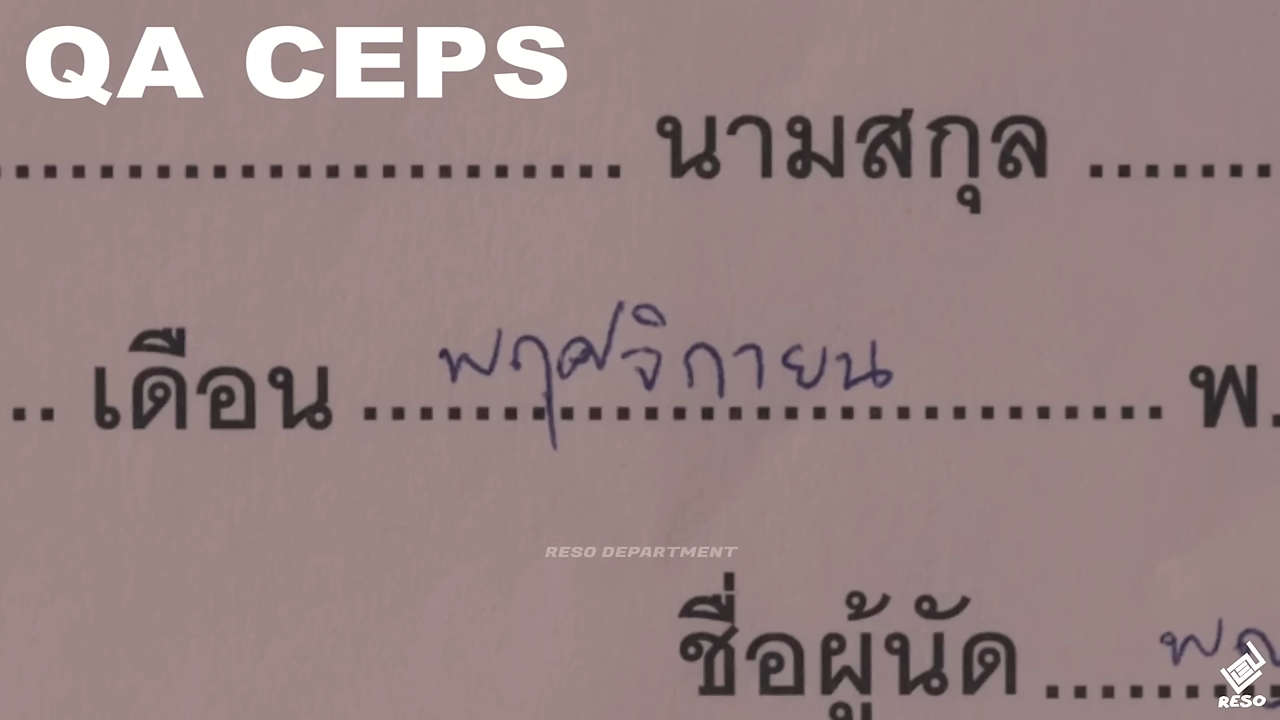 QA CEPS
นามสกุล
เดือน พฤศจิกายน พ.
RESO DEPARTMENT
ชื่อผู้นัด
RESO